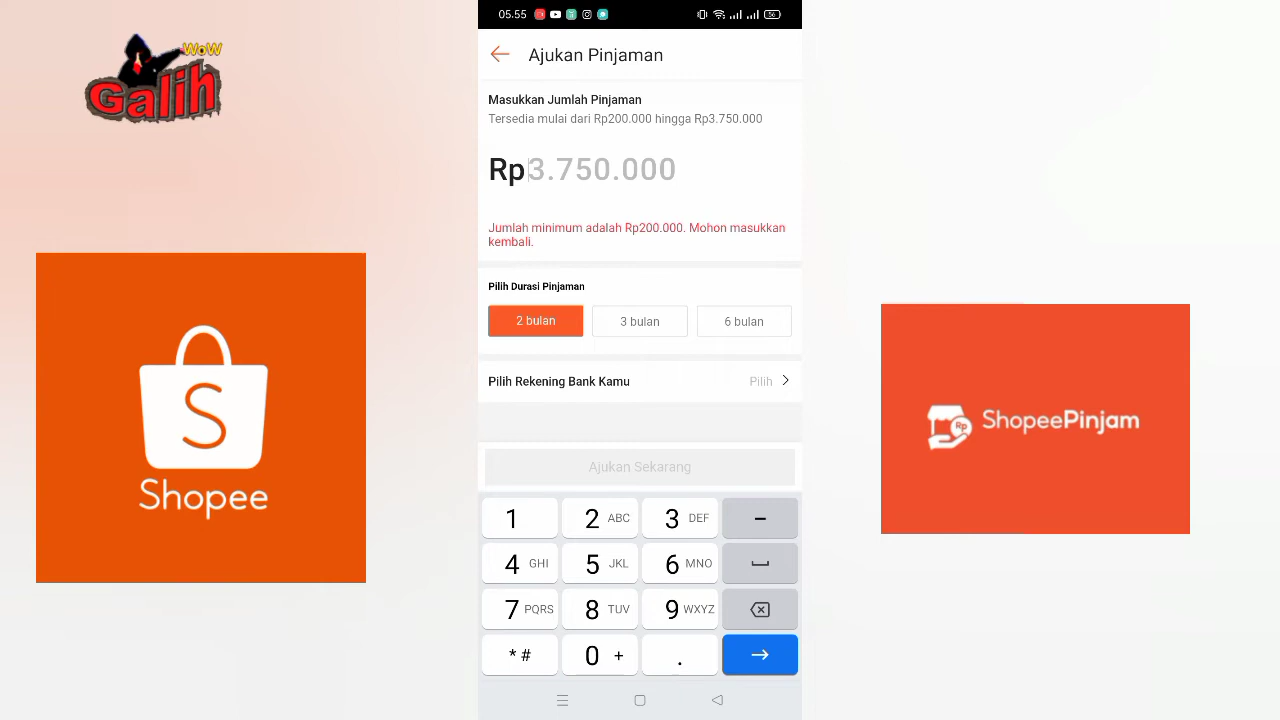 WoW
Galih
S
Shopee
05.55
56
Ajukan Pinjaman
Masukkan Jumlah Pinjaman
Tersedia mulai dari Rp200.000 hingga Rp3.750.000
Rp 3.750.000
Jumlah minimum adalah Rp200.000. Mohon masukkan
kembali.
Pilih Durasi Pinjaman
2 bulan 3 bulan 6 bulan
Pilih Rekening Bank Kamu Pilih
Ajukan Sekarang
1 2 ABC 3 DEF –
4 GHI 5 JKL 6 MNO
7 PQRS 8 TUV 9 WXYZ
* # 0 + .
Rp ShopeePinjam